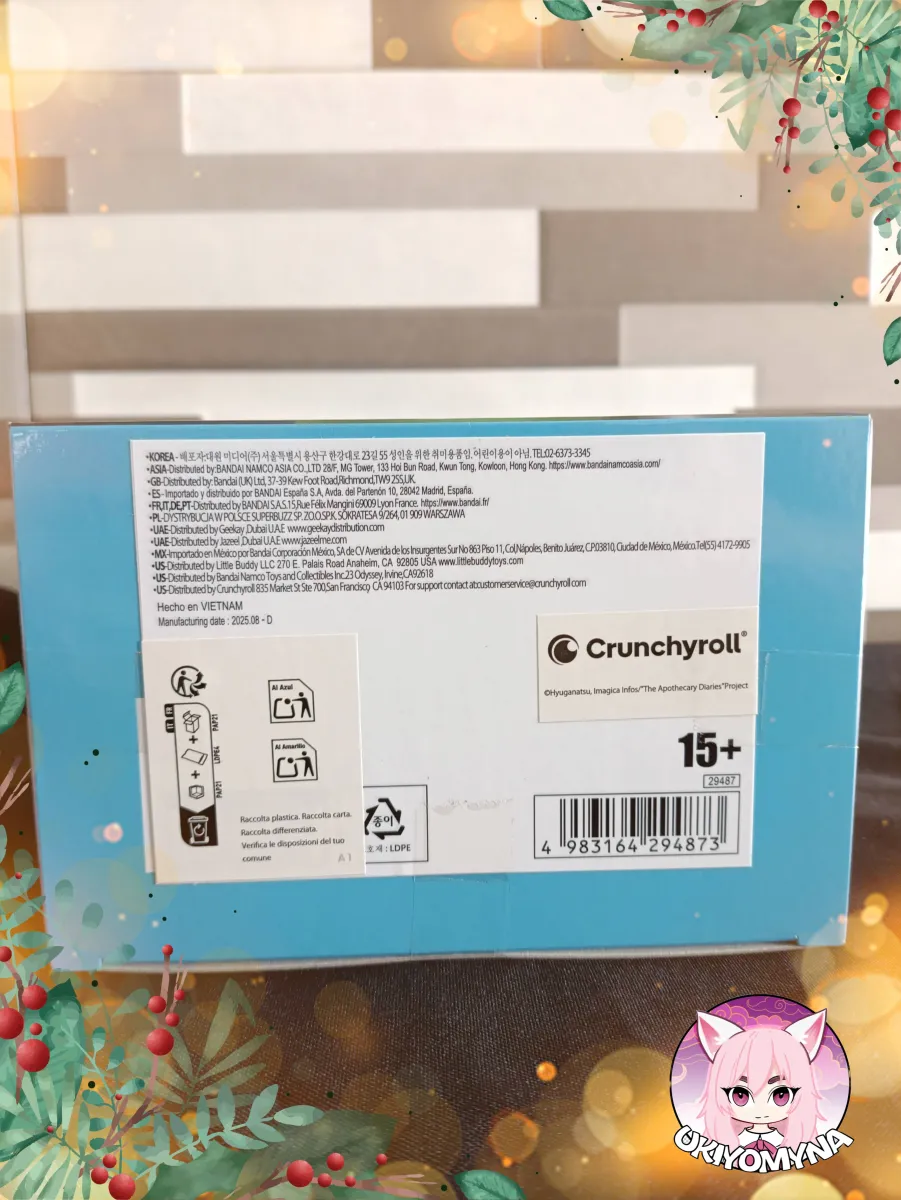 •KOREA - 배포자:대원 미디어(주) 서울특별시 용산구 한강대로 23길 55 성인을 위한 취미용품임. 어린이용이 아님. TEL:02-6373-3345
•ASIA-Distributed by:BANDAI NAMCO ASIA CO.,LTD 28/F, MG Tower, 133 Hoi Bun Road, Kwun Tong, Kowloon, Hong Kong. https://www.bandainamcoasia.com/
•GB-Distributed by: Bandai (UK) Ltd, 37-39 Kew Foot Road,Richmond,TW9 2SS,UK.
•ES - Importado y distribuido por BANDAI España S.A, Avda. del Partenón 10, 28042 Madrid, España.
•FR,IT,DE,PT-Distributed by BANDAI S.A.S.15,Rue Félix Mangini 69009 Lyon France. https://www.bandai.fr/
•PL-DYSTRYBUCJA W POLSCE SUPERBUZZ SP. ZO.O.SP.K. SOKRATESA 9/264, 01 909 WARSZAWA
•UAE-Distributed by Geekay ,Dubai U.A.E www.geekaydistribution.com
•UAE-Distributed by Jazeel ,Dubai U.A.E www.jazeelme.com
•MX-Importado en México por Bandai Corporación México, SA de CV Avenida de los Insurgentes Sur No 863 Piso 11, Col,Nápoles, Benito Juárez, C.P.03810, Ciudad de México, México.Tel(55) 4172-9905
•US-Distributed by Little Buddy LLC 270 E. Palais Road Anaheim, CA 92805 USA www.littlebuddytoys.com
•US-Distributed by Bandai Namco Toys and Collectibles Inc.23 Odyssey, Irvine,CA92618
•US-Distributed by Crunchyroll 835 Market St Ste 700,San Francisco, CA 94103 For support contact atcustomerservice@crunchyroll.com
Hecho en VIETNAM
Manufacturing date : 2025.08 - D
Crunchyroll®
©Hyuganatsu, Imagica Infos/"The Apothecary Diaries"Project
Al Azul
Al Amarillo
FR
IT
PAP21
+
LDPE4
+
PAP21
Raccolta plastica. Raccolta carta.
Raccolta differenziata.
Verifica le disposizioni del tuo
comune
A1
종이
: LDPE
15+
29487
4 983164 294873
UKIYOMYNA